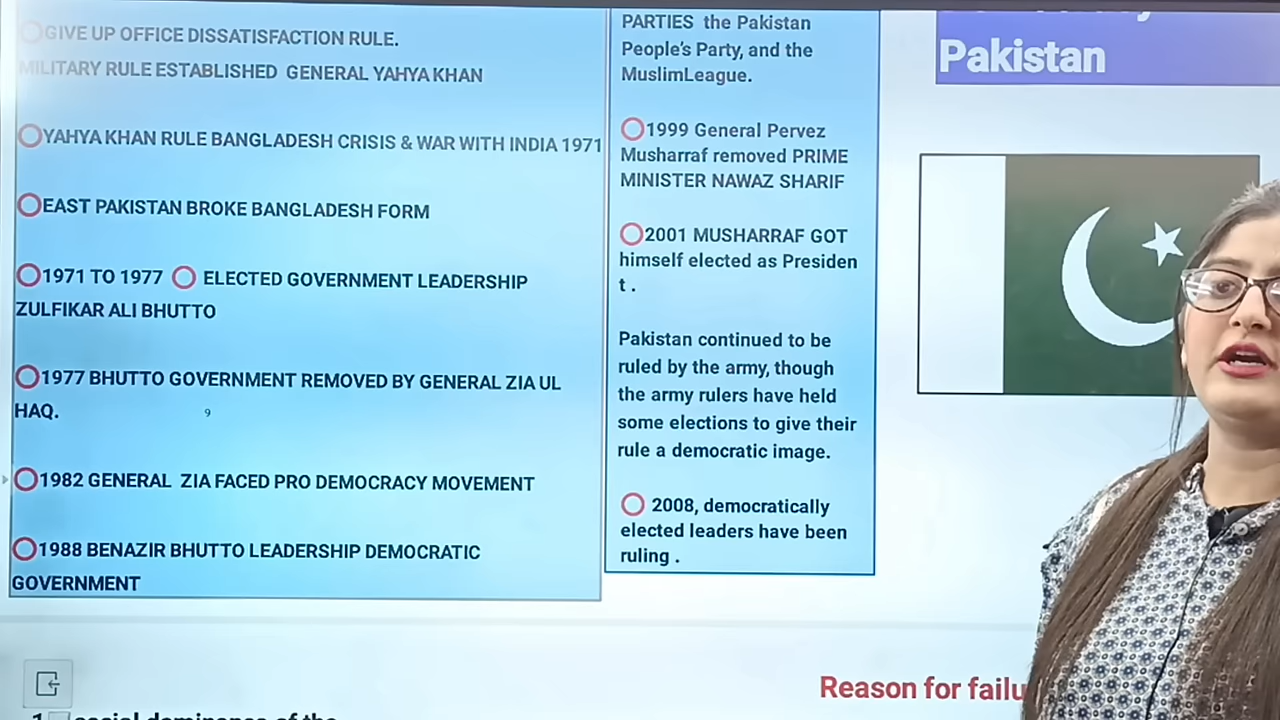 GIVE UP OFFICE DISSATISFACTION RULE.
MILITARY RULE ESTABLISHED GENERAL YAHYA KHAN
YAHYA KHAN RULE BANGLADESH CRISIS & WAR WITH INDIA 1971
EAST PAKISTAN BROKE BANGLADESH FORM
1971 TO 1977 ELECTED GOVERNMENT LEADERSHIP
ZULFIKAR ALI BHUTTO
1977 BHUTTO GOVERNMENT REMOVED BY GENERAL ZIA UL
HAQ.
9
1982 GENERAL ZIA FACED PRO DEMOCRACY MOVEMENT
1988 BENAZIR BHUTTO LEADERSHIP DEMOCRATIC
GOVERNMENT
PARTIES the Pakistan
People's Party, and the
MuslimLeague.
1999 General Pervez
Musharraf removed PRIME
MINISTER NAWAZ SHARIF
2001 MUSHARRAF GOT
himself elected as Presiden
t .
Pakistan continued to be
ruled by the army, though
the army rulers have held
some elections to give their
rule a democratic image.
2008, democratically
elected leaders have been
ruling .
Pakistan
Reason for